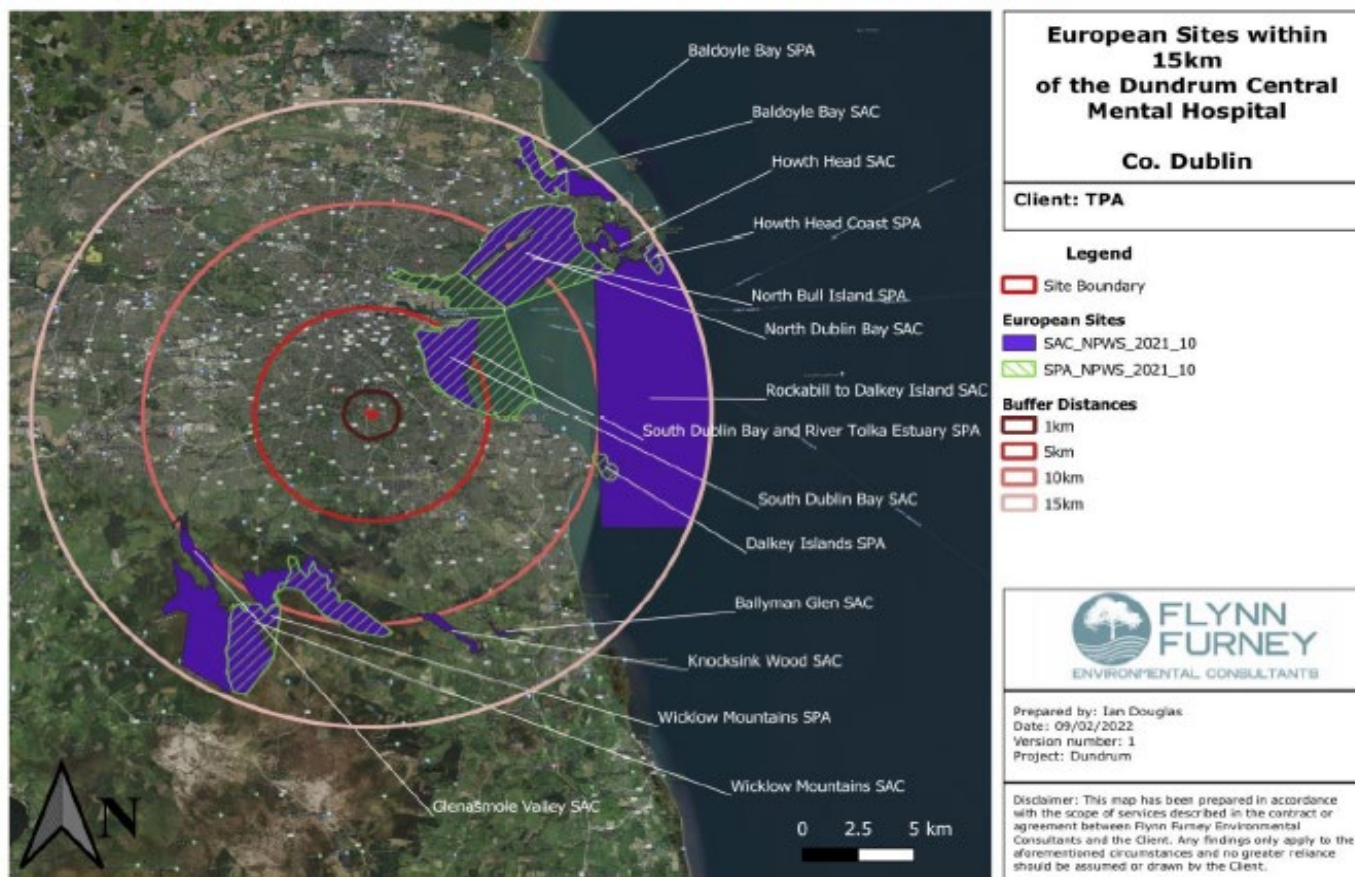 Baldoyle Bay SPA
Baldoyle Bay SAC
Howth Head SAC
Howth Head Coast SPA
North Bull Island SPA
North Dublin Bay SAC
Rockabill to Dalkey Island SAC
South Dublin Bay and River Tolka Estuary SPA
South Dublin Bay SAC
Dalkey Islands SPA
Ballyman Glen SAC
Knocksink Wood SAC
Wicklow Mountains SPA
Wicklow Mountains SAC
Glenasmole Valley SAC
N
0 2.5 5 km
European Sites within
15km
of the Dundrum Central
Mental Hospital
Co. Dublin
Client: TPA
Legend
Site Boundary
European Sites
SAC_NPWS_2021_10
SPA_NPWS_2021_10
Buffer Distances
1km
5km
10km
15km
FLYNN
FURNEY
ENVIRONMENTAL CONSULTANTS
Prepared by: Ian Douglas
Date: 09/02/2022
Version number: 1
Project: Dundrum
Disclaimer: This map has been prepared in accordance
with the scope of services described in the contract or
agreement between Flynn Furney Environmental
Consultants and the Client. Any findings only apply to the
aforementioned circumstances and no greater reliance
should be assumed or drawn by the Client.